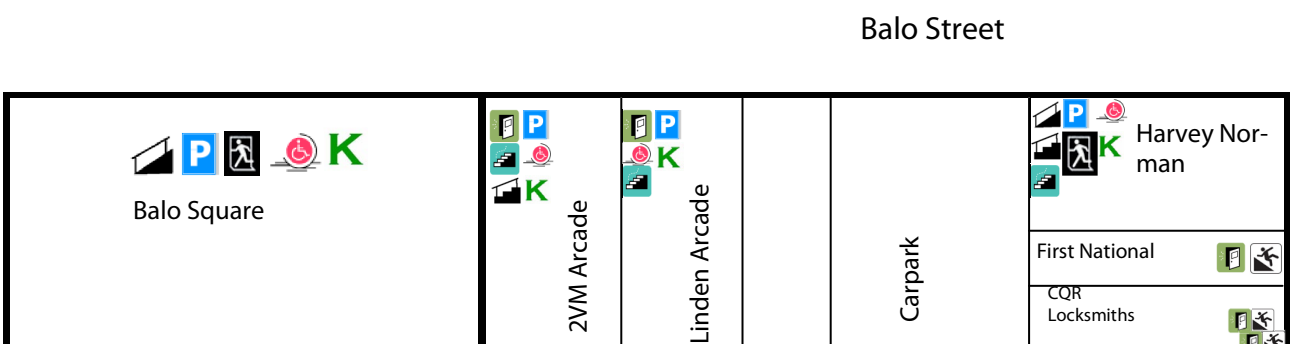 Balo Street
P K
Balo Square
P
K
2VM Arcade
P
K
Linden Arcade
Carpark
P
K
Harvey Nor-
man
First National
CQR
Locksmiths